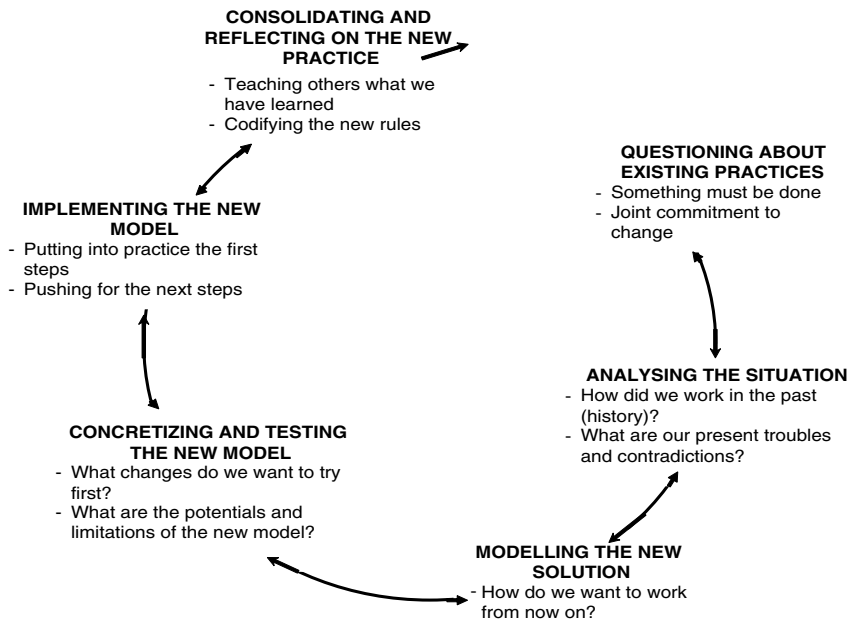 CONSOLIDATING AND
REFLECTING ON THE NEW
PRACTICE
- Teaching others what we
have learned
- Codifying the new rules
QUESTIONING ABOUT
EXISTING PRACTICES
- Something must be done
- Joint commitment to
change
IMPLEMENTING THE NEW
MODEL
- Putting into practice the first
steps
- Pushing for the next steps
ANALYSING THE SITUATION
- How did we work in the past
(history)?
- What are our present troubles
and contradictions?
CONCRETIZING AND TESTING
THE NEW MODEL
- What changes do we want to try
first?
- What are the potentials and
limitations of the new model?
MODELLING THE NEW
SOLUTION
- How do we want to work
from now on?